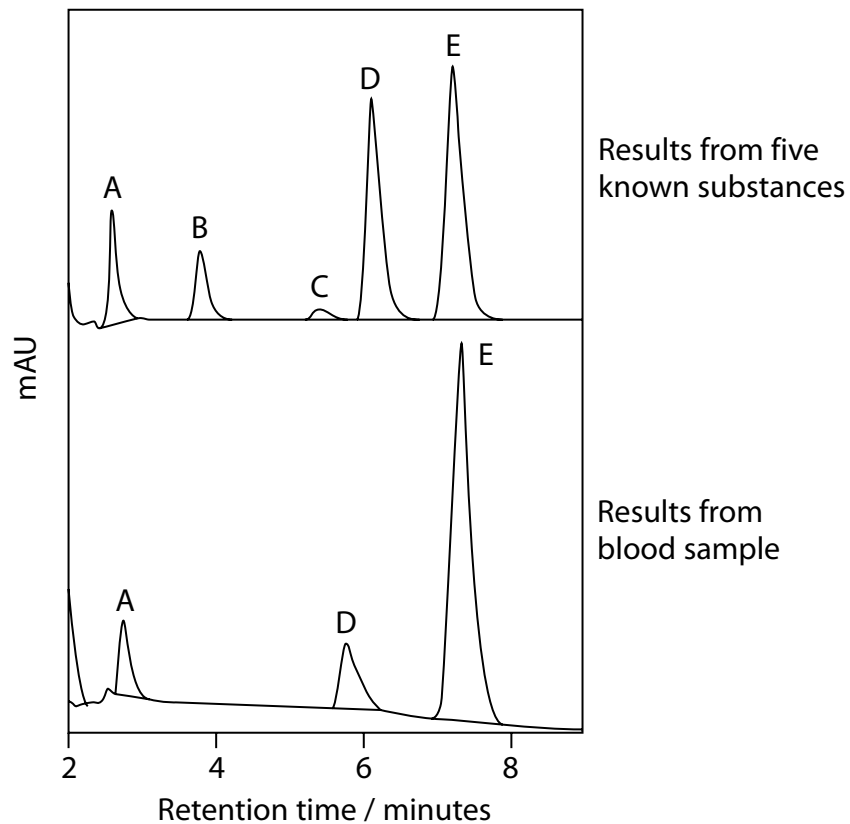 E
D
A
B
C
Results from five
known substances
mAU
E
Results from
blood sample
A
D
2 4 6 8
Retention time / minutes